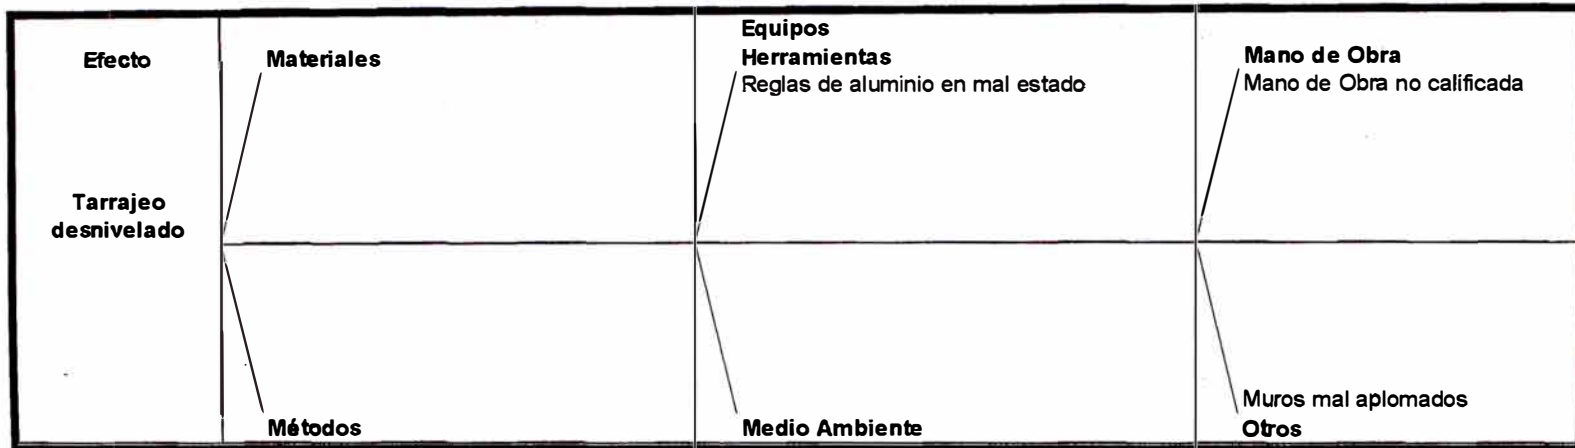 Efecto
Tarrajeo
desnivelado
Materiales
Equipos
Herramientas
Reglas de aluminio en mal estado
Mano de Obra
Mano de Obra no calificada
Métodos
Medio Ambiente
Muros mal aplomados
Otros